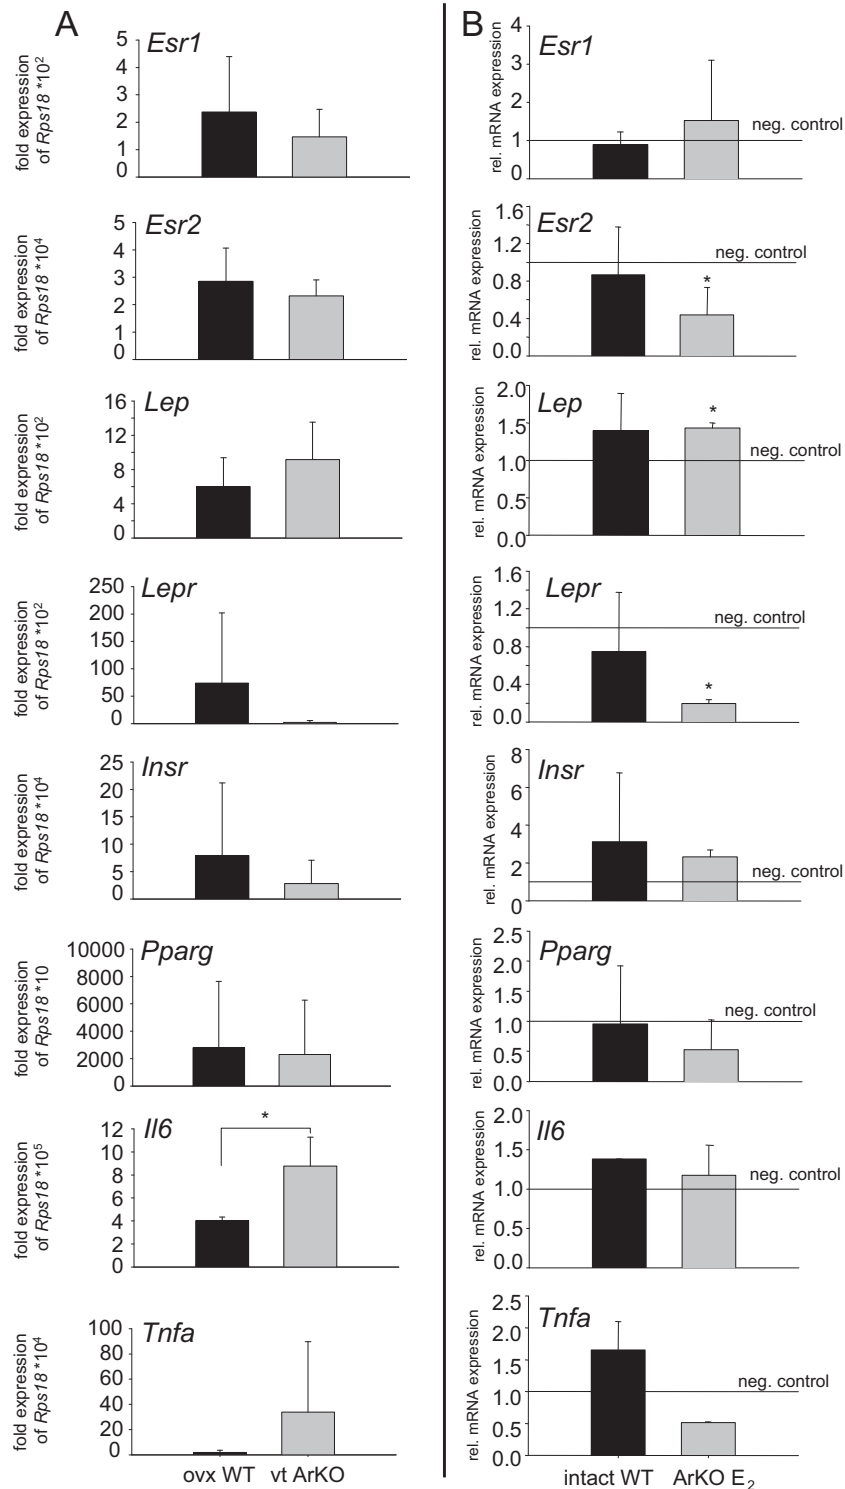 A
Esr1
fold expression
of Rps18 *10²
5
4
3
2
1
0
Esr2
fold expression
of Rps18 *10⁴
5
4
3
2
1
0
Lep
fold expression
of Rps18 *10²
16
12
8
4
0
Lepr
fold expression
of Rps18 *10²
250
200
150
100
50
0
Insr
fold expression
of Rps18 *10⁴
25
20
15
10
5
0
Pparg
fold expression
of Rps18 *10
10000
8000
6000
4000
2000
0
Il6
fold expression
of Rps18 *10⁵
12
10
8
6
4
2
0
*
Tnfa
fold expression
of Rps18 *10⁴
100
80
60
40
20
0
ovx WT vt ArKO
B
Esr1
rel. mRNA expression
4
3
2
1
0
neg. control
Esr2
rel. mRNA expression
1.6
1.2
0.8
0.4
0.0
neg. control
*
Lep
rel. mRNA expression
2.0
1.5
1.0
0.5
0.0
*
neg. control
Lepr
rel. mRNA expression
1.6
1.2
0.8
0.4
0.0
neg. control
*
Insr
rel. mRNA expression
8
6
4
2
0
neg. control
Pparg
rel. mRNA expression
2.5
2.0
1.5
1.0
0.5
0.0
neg. control
Il6
rel. mRNA expression
2.0
1.5
1.0
0.5
0.0
neg. control
Tnfa
rel. mRNA expression
2.5
2.0
1.5
1.0
0.5
0.0
neg. control
intact WT ArKO E₂